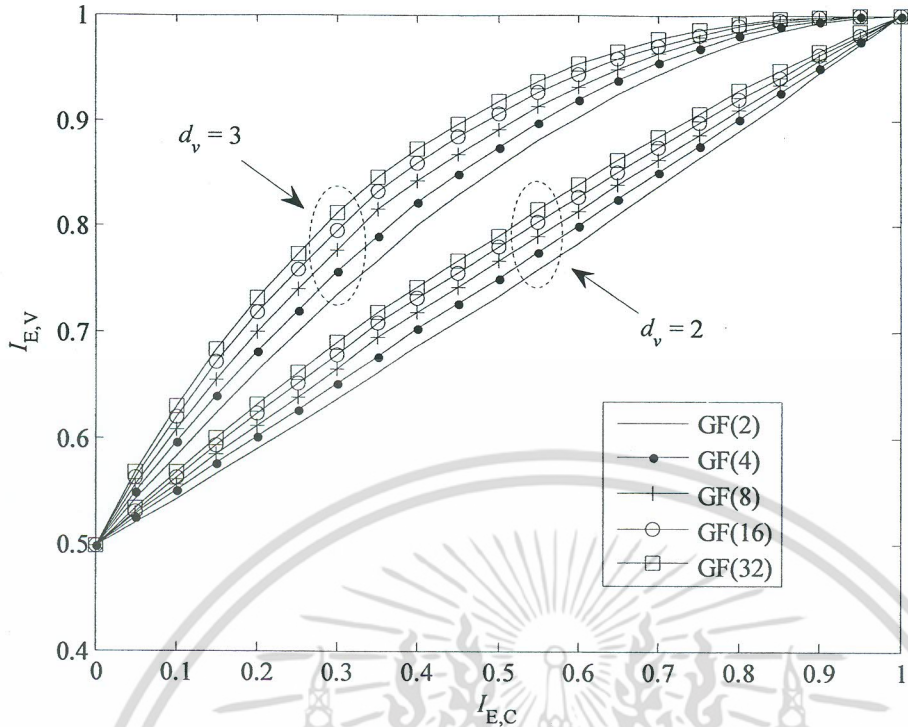 1
0.9
0.8
0.7
0.6
0.5
0.4
I_E,V
d_v = 3
d_v = 2
GF(2)
GF(4)
GF(8)
GF(16)
GF(32)
0 0.1 0.2 0.3 0.4 0.5 0.6 0.7 0.8 0.9 1
I_E,C